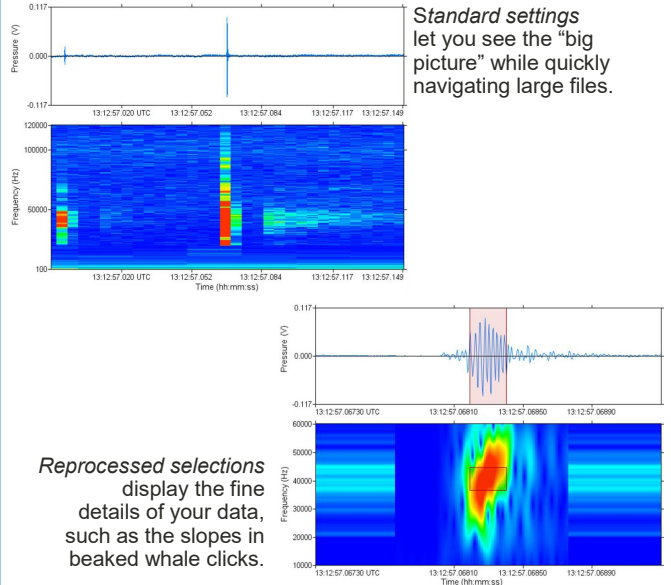 0.117
0.000
-0.117
Pressure (V)
13:12:57.020 UTC 13:12:57.052 13:12:57.084 13:12:57.117 13:12:57.149
Standard settings
let you see the “big
picture” while quickly
navigating large files.
120000
100000
50000
100
Frequency (Hz)
13:12:57.020 UTC 13:12:57.052 13:12:57.084 13:12:57.117 13:12:57.149
Time (hh:mm:ss)
0.117
0.000
-0.117
Pressure (V)
13:12:57.06730 UTC 13:12:57.06810 13:12:57.06850 13:12:57.06890
Reprocessed selections
display the fine
details of your data,
such as the slopes in
beaked whale clicks.
60000
50000
40000
30000
20000
10000
Frequency (Hz)
13:12:57.06730 UTC 13:12:57.06810 13:12:57.06850 13:12:57.06890
Time (hh:mm:ss)